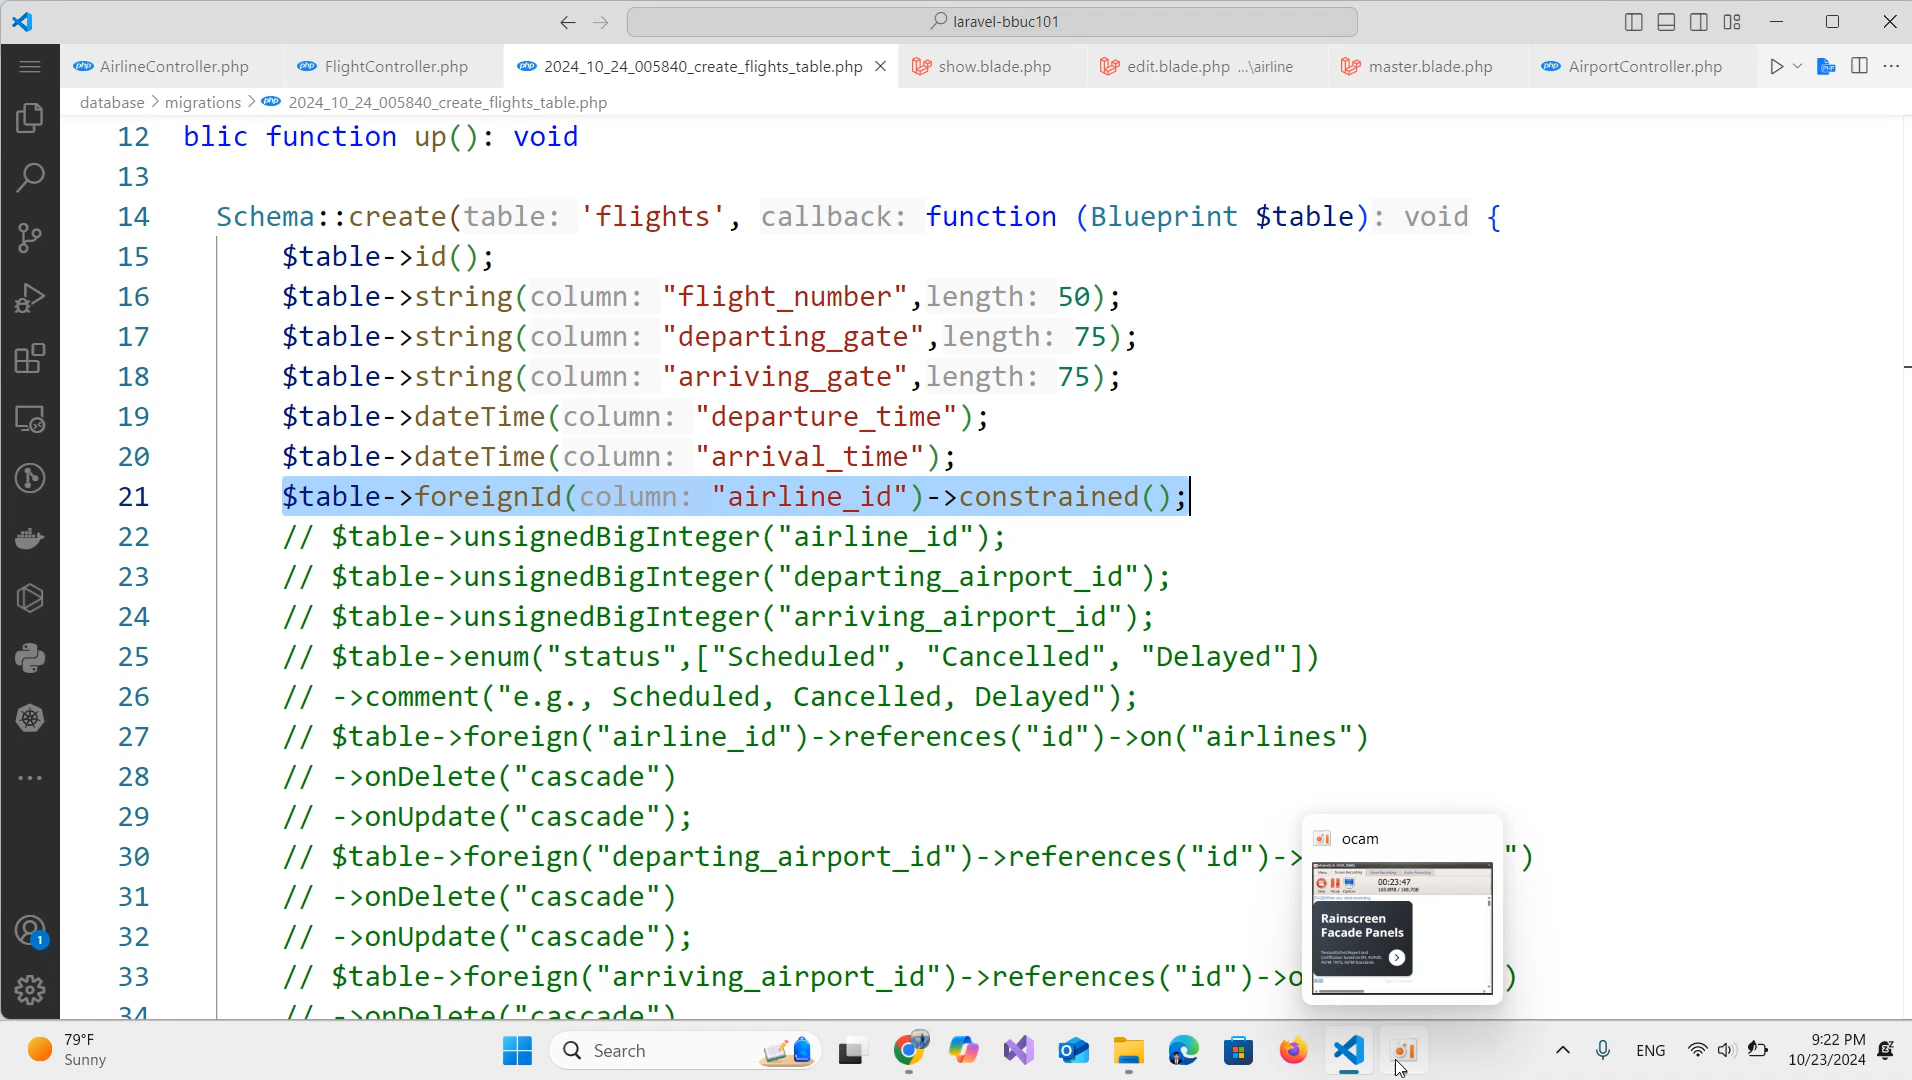 laravel-bbuc101
AirlineController.php
FlightController.php
2024_10_24_005840_create_flights_table.php
show.blade.php
edit.blade.php ...\airline
master.blade.php
AirportController.php
database > migrations > 2024_10_24_005840_create_flights_table.php
12 blic function up(): void
13
14 Schema::create(table: 'flights', callback: function (Blueprint $table): void {
15 $table->id();
16 $table->string(column: "flight_number",length: 50);
17 $table->string(column: "departing_gate",length: 75);
18 $table->string(column: "arriving_gate",length: 75);
19 $table->dateTime(column: "departure_time");
20 $table->dateTime(column: "arrival_time");
21 $table->foreignId(column: "airline_id")->constrained();
22 // $table->unsignedBigInteger("airline_id");
23 // $table->unsignedBigInteger("departing_airport_id");
24 // $table->unsignedBigInteger("arriving_airport_id");
25 // $table->enum("status",["Scheduled", "Cancelled", "Delayed"])
26 // ->comment("e.g., Scheduled, Cancelled, Delayed");
27 // $table->foreign("airline_id")->references("id")->on("airlines")
28 // ->onDelete("cascade")
29 // ->onUpdate("cascade");
30 // $table->foreign("departing_airport_id")->references("id")-> ")
31 // ->onDelete("cascade")
32 // ->onUpdate("cascade");
33 // $table->foreign("arriving_airport_id")->references("id")->o )
34 // ->onDelete("cascade")
ocam
00:23:47
Rainscreen
Facade Panels
1
79°F
Sunny
Search
ENG
9:22 PM
10/23/2024